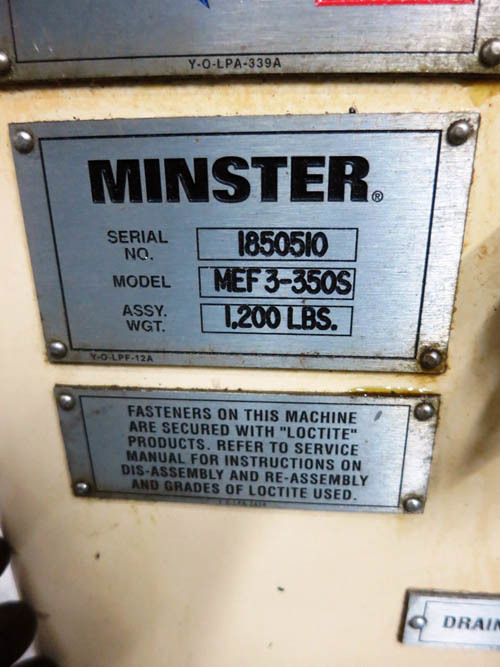 Y-O-LPA-339A
MINSTER®
SERIAL NO. 1850510
MODEL MEF 3-350S
ASSY. WGT. 1,200 LBS.
Y-O-LPF-12A
FASTENERS ON THIS MACHINE
ARE SECURED WITH "LOCTITE"
PRODUCTS. REFER TO SERVICE
MANUAL FOR INSTRUCTIONS ON
DIS-ASSEMBLY AND RE-ASSEMBLY
AND GRADES OF LOCTITE USED.
DRAIN